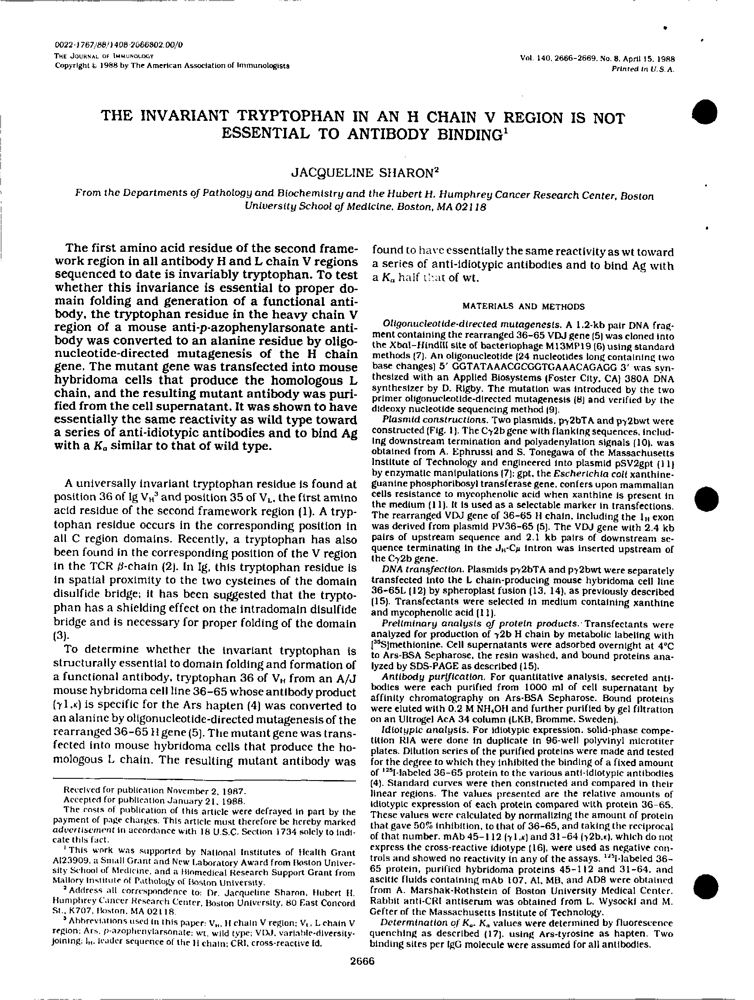 0022-1767/88/1408-2666$02.00/0
THE JOURNAL OF IMMUNOLOGY
Copyright © 1988 by The American Association of Immunologists
Vol. 140, 2666-2669, No. 8, April 15, 1988
Printed in U.S.A.
THE INVARIANT TRYPTOPHAN IN AN H CHAIN V REGION IS NOT
ESSENTIAL TO ANTIBODY BINDING¹
JACQUELINE SHARON²
From the Departments of Pathology and Biochemistry and the Hubert H. Humphrey Cancer Research Center, Boston
University School of Medicine, Boston, MA 02118
The first amino acid residue of the second frame-
work region in all antibody H and L chain V regions
sequenced to date is invariably tryptophan. To test
whether this invariance is essential to proper do-
main folding and generation of a functional anti-
body, the tryptophan residue in the heavy chain V
region of a mouse anti-p-azophenylarsonate anti-
body was converted to an alanine residue by oligo-
nucleotide-directed mutagenesis of the H chain
gene. The mutant gene was transfected into mouse
hybridoma cells that produce the homologous L
chain, and the resulting mutant antibody was puri-
fied from the cell supernatant. It was shown to have
essentially the same reactivity as wild type toward
a series of anti-idiotypic antibodies and to bind Ag
with a Kₐ similar to that of wild type.
A universally invariant tryptophan residue is found at
position 36 of Ig V_H³ and position 35 of V_L, the first amino
acid residue of the second framework region (1). A tryp-
tophan residue occurs in the corresponding position in
all C region domains. Recently, a tryptophan has also
been found in the corresponding position of the V region
in the TCR β-chain (2). In Ig, this tryptophan residue is
in spatial proximity to the two cysteines of the domain
disulfide bridge; it has been suggested that the trypto-
phan has a shielding effect on the intradomain disulfide
bridge and is necessary for proper folding of the domain
(3).
To determine whether the invariant tryptophan is
structurally essential to domain folding and formation of
a functional antibody, tryptophan 36 of V_H from an A/J
mouse hybridoma cell line 36-65 whose antibody product
(γ1,κ) is specific for the Ars hapten (4) was converted to
an alanine by oligonucleotide-directed mutagenesis of the
rearranged 36-65 H gene (5). The mutant gene was trans-
fected into mouse hybridoma cells that produce the ho-
mologous L chain. The resulting mutant antibody was
Received for publication November 2, 1987.
Accepted for publication January 21, 1988.
The costs of publication of this article were defrayed in part by the
payment of page charges. This article must therefore be hereby marked
advertisement in accordance with 18 U.S.C. Section 1734 solely to indi-
cate this fact.
¹ This work was supported by National Institutes of Health Grant
AI23909, a Small Grant and New Laboratory Award from Boston Univer-
sity School of Medicine, and a Biomedical Research Support Grant from
Mallory Institute of Pathology of Boston University.
² Address all correspondence to: Dr. Jacqueline Sharon, Hubert H.
Humphrey Cancer Research Center, Boston University, 80 East Concord
St., K707, Boston, MA 02118.
³ Abbreviations used in this paper: V_H, H chain V region; V_L, L chain V
region; Ars, p-azophenylarsonate; wt, wild type; VDJ, variable-diversity-
joining; l_H, leader sequence of the H chain; CRI, cross-reactive Id.
found to have essentially the same reactivity as wt toward
a series of anti-idiotypic antibodies and to bind Ag with
a Kₐ half that of wt.
MATERIALS AND METHODS
Oligonucleotide-directed mutagenesis. A 1.2-kb pair DNA frag-
ment containing the rearranged 36-65 VDJ gene (5) was cloned into
the XbaI-HindIII site of bacteriophage M13MP19 (6) using standard
methods (7). An oligonucleotide (24 nucleotides long containing two
base changes) 5' GGTATAAACGCGGTGAAACAGAGG 3' was syn-
thesized with an Applied Biosystems (Foster City, CA) 380A DNA
synthesizer by D. Rigby. The mutation was introduced by the two
primer oligonucleotide-directed mutagenesis (8) and verified by the
dideoxy nucleotide sequencing method (9).
Plasmid constructions. Two plasmids, pγ2bTA and pγ2bwt were
constructed (Fig. 1). The Cγ2b gene with flanking sequences, includ-
ing downstream termination and polyadenylation signals (10), was
obtained from A. Ephrussi and S. Tonegawa of the Massachusetts
Institute of Technology and engineered into plasmid pSV2gpt (11)
by enzymatic manipulations (7); gpt, the Escherichia coli xanthine-
guanine phosphoribosyl transferase gene, confers upon mammalian
cells resistance to mycophenolic acid when xanthine is present in
the medium (11). It is used as a selectable marker in transfections.
The rearranged VDJ gene of 36-65 H chain, including the l_H exon
was derived from plasmid PV36-65 (5). The VDJ gene with 2.4 kb
pairs of upstream sequence and 2.1 kb pairs of downstream se-
quence terminating in the J_H-Cμ intron was inserted upstream of
the Cγ2b gene.
DNA transfection. Plasmids pγ2bTA and pγ2bwt were separately
transfected into the L chain-producing mouse hybridoma cell line
36-65L (12) by spheroplast fusion (13, 14), as previously described
(15). Transfectants were selected in medium containing xanthine
and mycophenolic acid (11).
Preliminary analysis of protein products. Transfectants were
analyzed for production of γ2b H chain by metabolic labeling with
[³⁵S]methionine. Cell supernatants were adsorbed overnight at 4°C
to Ars-BSA Sepharose, the resin washed, and bound proteins ana-
lyzed by SDS-PAGE as described (15).
Antibody purification. For quantitative analysis, secreted anti-
bodies were each purified from 1000 ml of cell supernatant by
affinity chromatography on Ars-BSA Sepharose. Bound proteins
were eluted with 0.2 M NH₄OH and further purified by gel filtration
on an Ultrogel AcA 34 column (LKB, Bromme, Sweden).
Idiotypic analysis. For idiotypic expression, solid-phase compe-
tition RIA were done in duplicate in 96-well polyvinyl microtiter
plates. Dilution series of the purified proteins were made and tested
for the degree to which they inhibited the binding of a fixed amount
of ¹²⁵I-labeled 36-65 protein to the various anti-idiotypic antibodies
(4). Standard curves were then constructed and compared in their
linear regions. The values presented are the relative amounts of
idiotypic expression of each protein compared with protein 36-65.
These values were calculated by normalizing the amount of protein
that gave 50% inhibition, to that of 36-65, and taking the reciprocal
of that number. mAb 45-112 (γ1,κ) and 31-64 (γ2b,κ), which do not
express the cross-reactive idiotype (16), were used as negative con-
trols and showed no reactivity in any of the assays. ¹²⁵I-labeled 36-
65 protein, purified hybridoma proteins 45-112 and 31-64, and
ascitic fluids containing mAb 107, AI, MB, and AD8 were obtained
from A. Marshak-Rothstein of Boston University Medical Center.
Rabbit anti-CRI antiserum was obtained from L. Wysocki and M.
Gefter of the Massachusetts Institute of Technology.
Determination of Kₐ. Kₐ values were determined by fluorescence
quenching as described (17), using Ars-tyrosine as hapten. Two
binding sites per IgG molecule were assumed for all antibodies.
2666